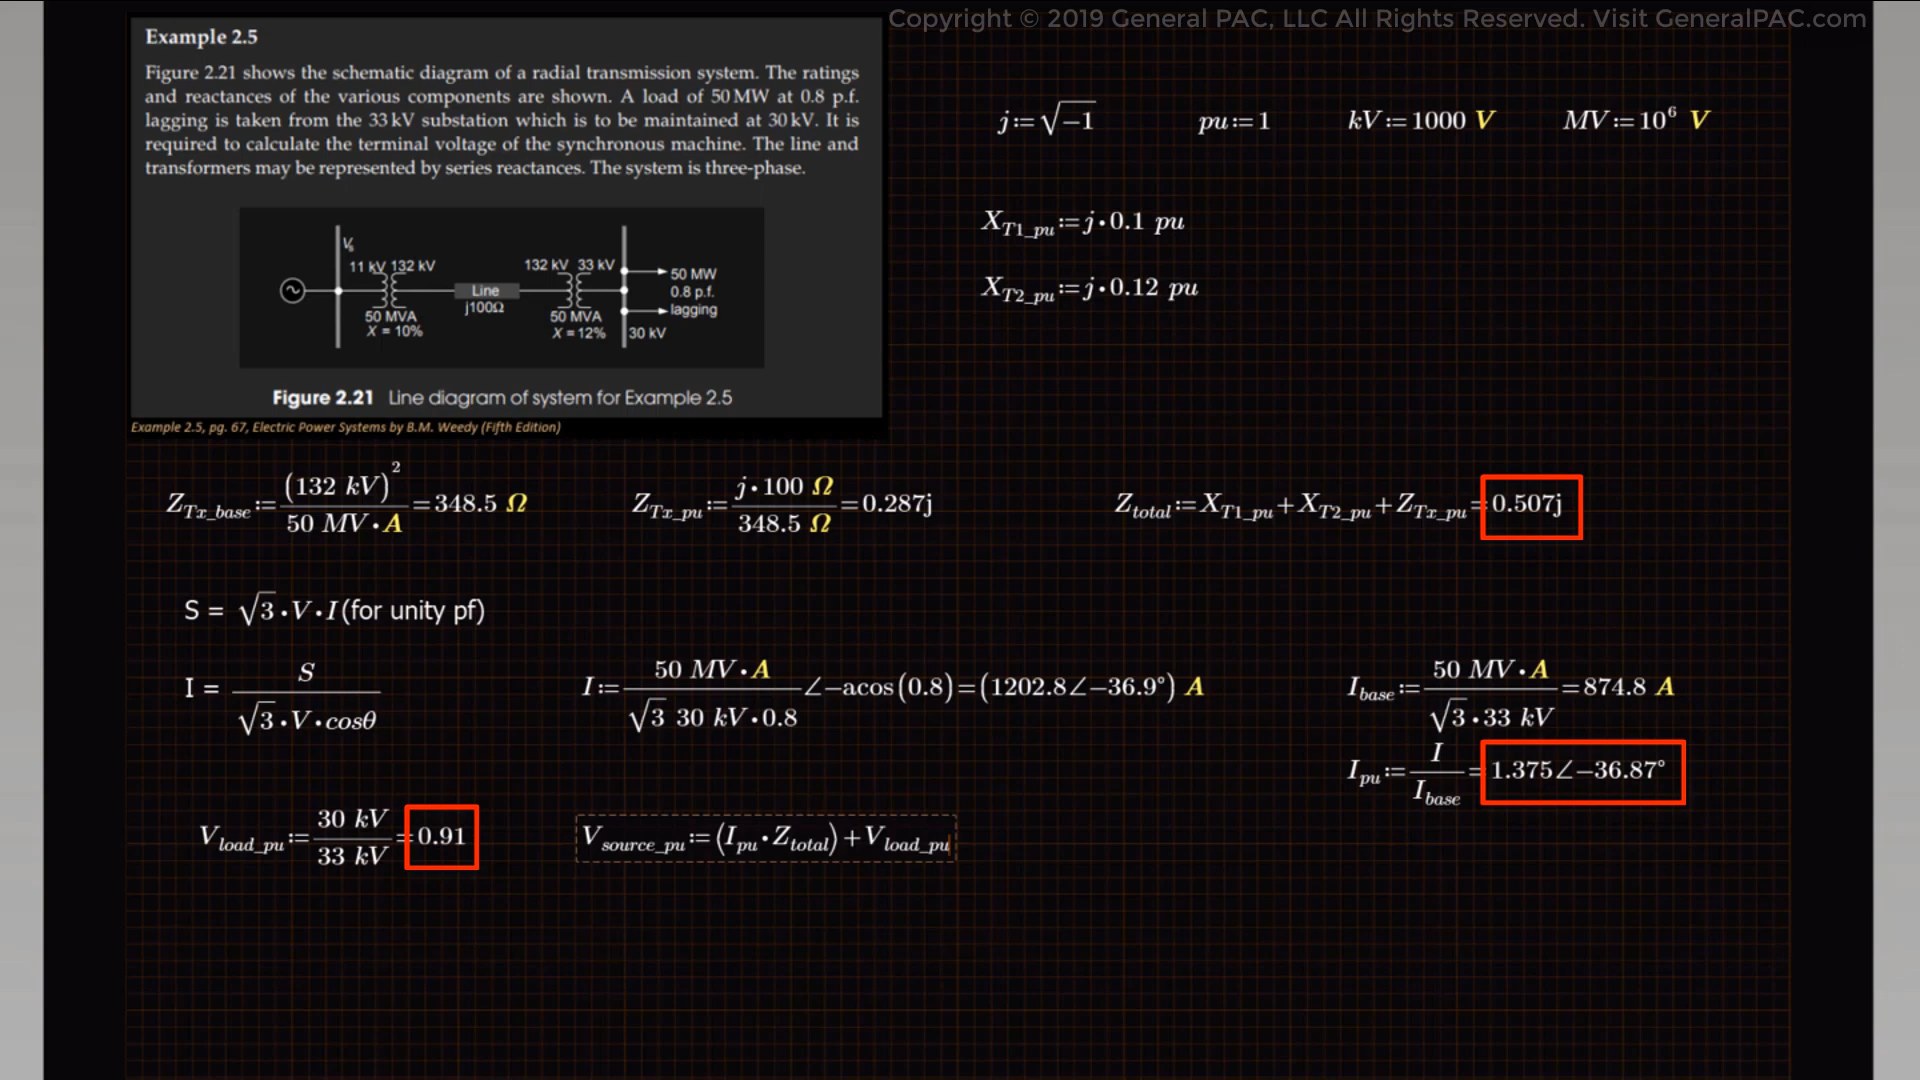 Copyright © 2019 General PAC, LLC All Rights Reserved. Visit GeneralPAC.com
Example 2.5
Figure 2.21 shows the schematic diagram of a radial transmission system. The ratings
and reactances of the various components are shown. A load of 50 MW at 0.8 p.f.
lagging is taken from the 33 kV substation which is to be maintained at 30 kV. It is
required to calculate the terminal voltage of the synchronous machine. The line and
transformers may be represented by series reactances. The system is three-phase.
Vs
11 kV 132 kV
50 MVA
X = 10%
Line
j100Ω
132 kV 33 kV
50 MVA
X = 12%
50 MW
0.8 p.f.
lagging
30 kV
Figure 2.21 Line diagram of system for Example 2.5
Example 2.5, pg. 67, Electric Power Systems by B.M. Weedy (Fifth Edition)
j:=√−1 pu:=1 kV:=1000 V MV:=10^6 V
X_T1_pu:=j·0.1 pu
X_T2_pu:=j·0.12 pu
Z_Tx_base:=(132 kV)^2/(50 MV·A)=348.5 Ω
Z_Tx_pu:=(j·100 Ω)/(348.5 Ω)=0.287j
Z_total:=X_T1_pu+X_T2_pu+Z_Tx_pu=0.507j
S = √3·V·I(for unity pf)
I = S/(√3·V·cosθ)
I:=(50 MV·A)/(√3 30 kV·0.8)∠−acos(0.8)=(1202.8∠−36.9°) A
I_base:=(50 MV·A)/(√3·33 kV)=874.8 A
I_pu:=I/I_base=1.375∠−36.87°
V_load_pu:=(30 kV)/(33 kV)=0.91
V_source_pu:=(I_pu·Z_total)+V_load_pu